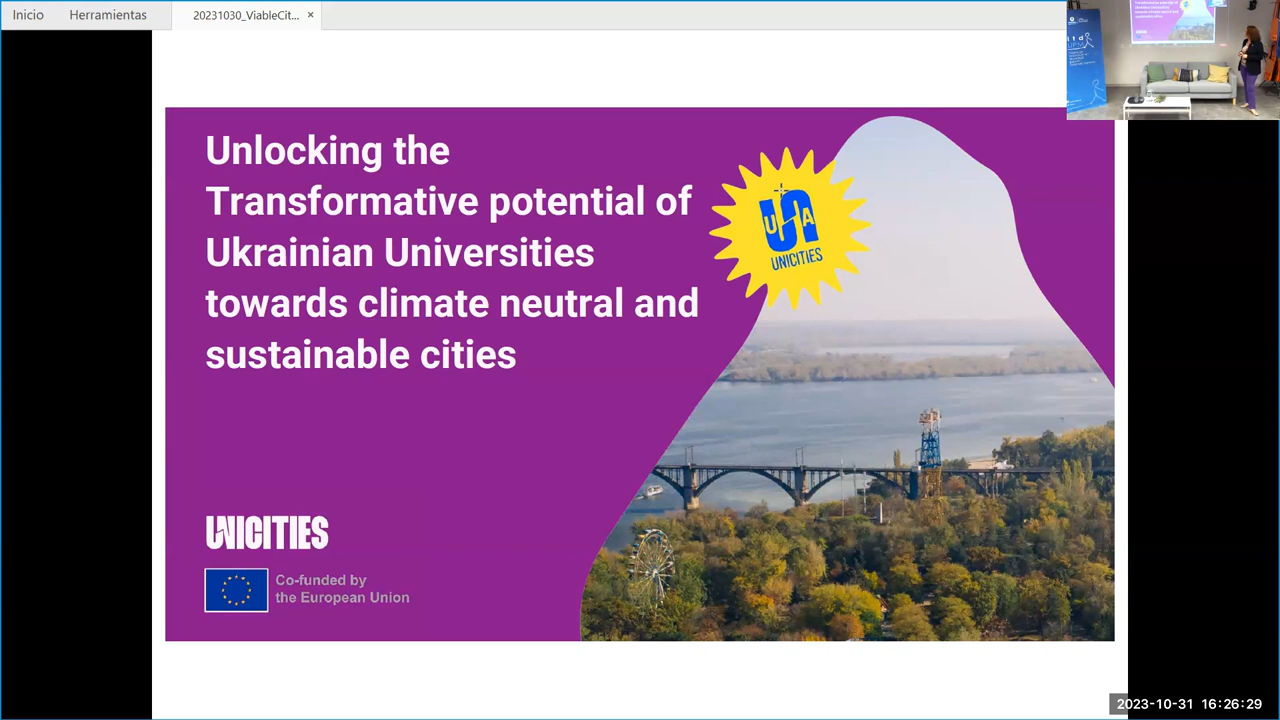 Inicio
Herramientas
20231030_ViableCit...
Unlocking the
Transformative potential of
Ukrainian Universities
towards climate neutral and
sustainable cities
U A
UNICITIES
UNICITIES
Co-funded by
the European Union
2023-10-31 16:26:29